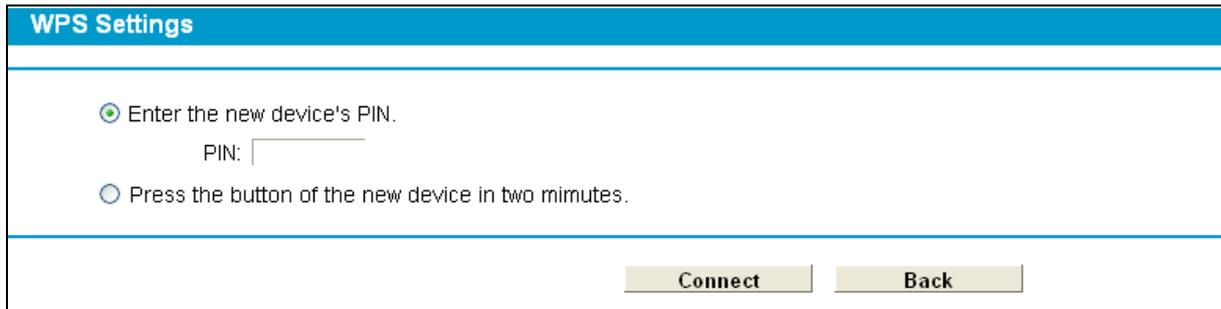 WPS Settings
Enter the new device's PIN.
PIN:
Press the button of the new device in two mimutes.
Connect Back